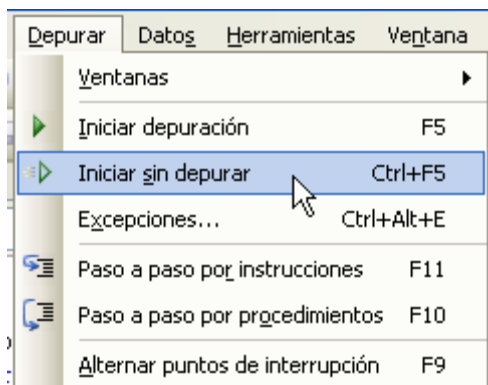 Depurar Datos Herramientas Ventana
Ventanas
Iniciar depuración F5
Iniciar sin depurar Ctrl+F5
Excepciones... Ctrl+Alt+E
Paso a paso por instrucciones F11
Paso a paso por procedimientos F10
Alternar puntos de interrupción F9